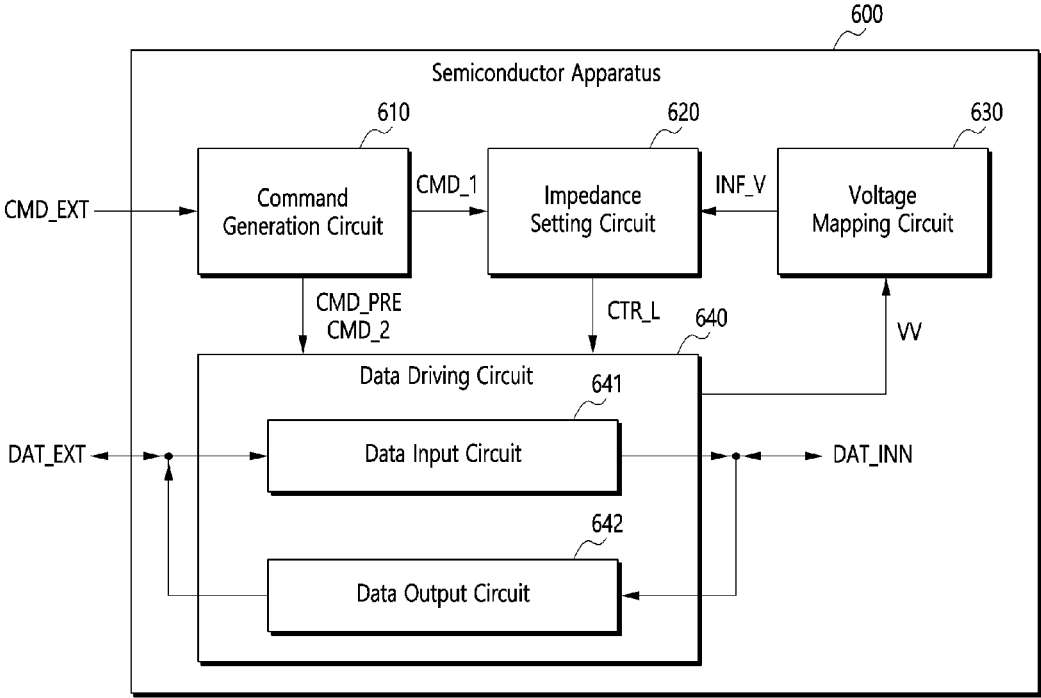 600
Semiconductor Apparatus
610
620
630
CMD_EXT
Command
Generation Circuit
CMD_1
Impedance
Setting Circuit
INF_V
Voltage
Mapping Circuit
CMD_PRE
CMD_2
CTR_L
640
VV
Data Driving Circuit
641
DAT_EXT
Data Input Circuit
DAT_INN
642
Data Output Circuit